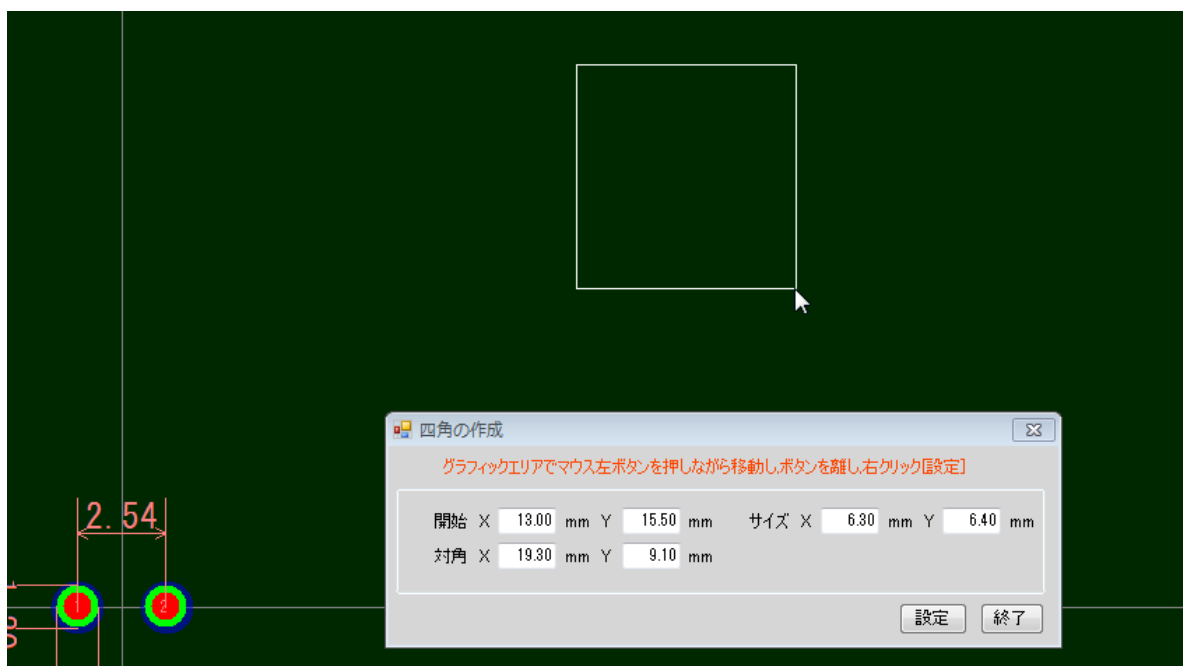 四角の作成
グラフィックエリアでマウス左ボタンを押しながら移動し,ボタンを離し,右クリック[設定]
2.54
開始 X 13.00 mm Y 15.50 mm サイズ X 6.30 mm Y 6.40 mm
対角 X 19.30 mm Y 9.10 mm
1
2
設定 終了